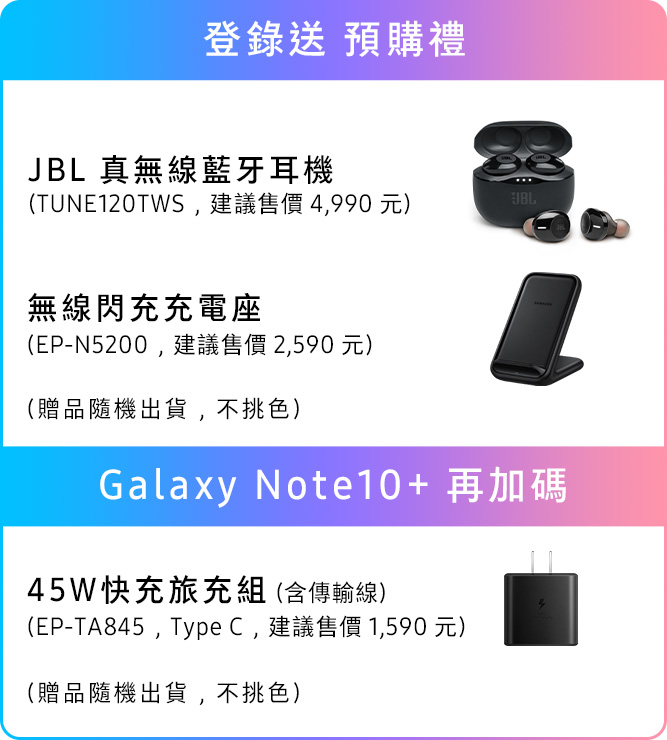 登錄送 預購禮
JBL 真無線藍牙耳機
(TUNE120TWS , 建議售價 4,990 元)
JBL
無線閃充充電座
(EP-N5200 , 建議售價 2,590 元)
SAMSUNG
(贈品隨機出貨 , 不挑色)
Galaxy Note10+ 再加碼
45W快充旅充組 (含傳輸線)
(EP-TA845 , Type C , 建議售價 1,590 元)
(贈品隨機出貨 , 不挑色)